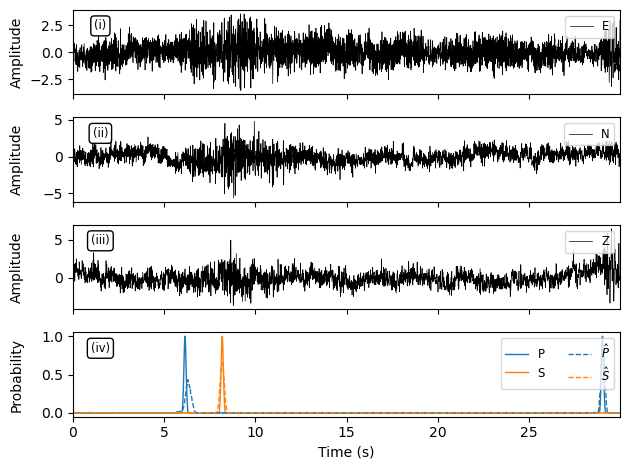 (i)
E
Amplitude
2.5
0.0
−2.5
(ii)
N
Amplitude
5
0
−5
(iii)
Z
Amplitude
5
0
(iv)
P
S
P̂
Ŝ
Probability
1.0
0.5
0.0
0 5 10 15 20 25
Time (s)